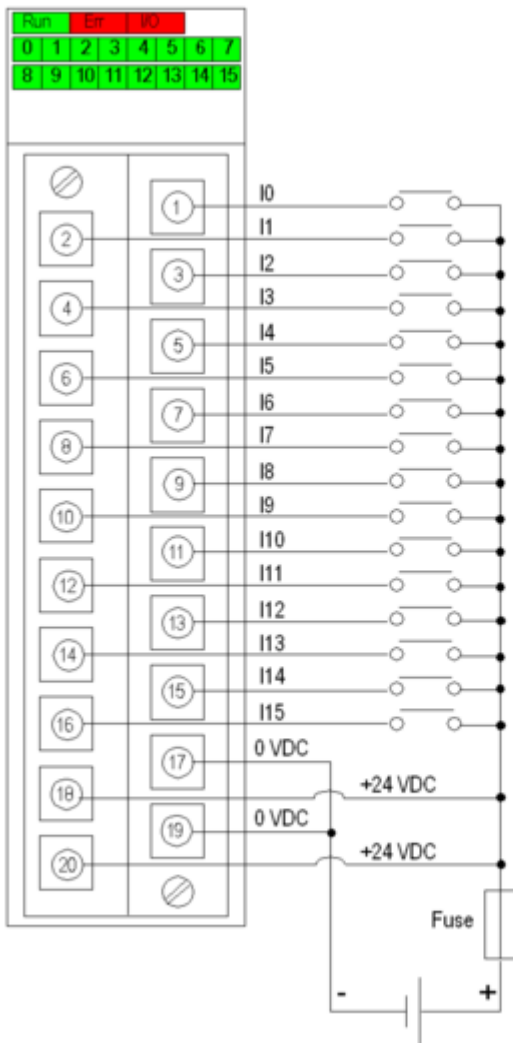 Run Err I/O
0 1 2 3 4 5 6 7
8 9 10 11 12 13 14 15
1 I0
2 I1
3 I2
4 I3
5 I4
6 I5
7 I6
8 I7
9 I8
10 I9
11 I10
12 I11
13 I12
14 I13
15 I14
16 I15
17 0 VDC
18 +24 VDC
19 0 VDC
20 +24 VDC
Fuse
- +